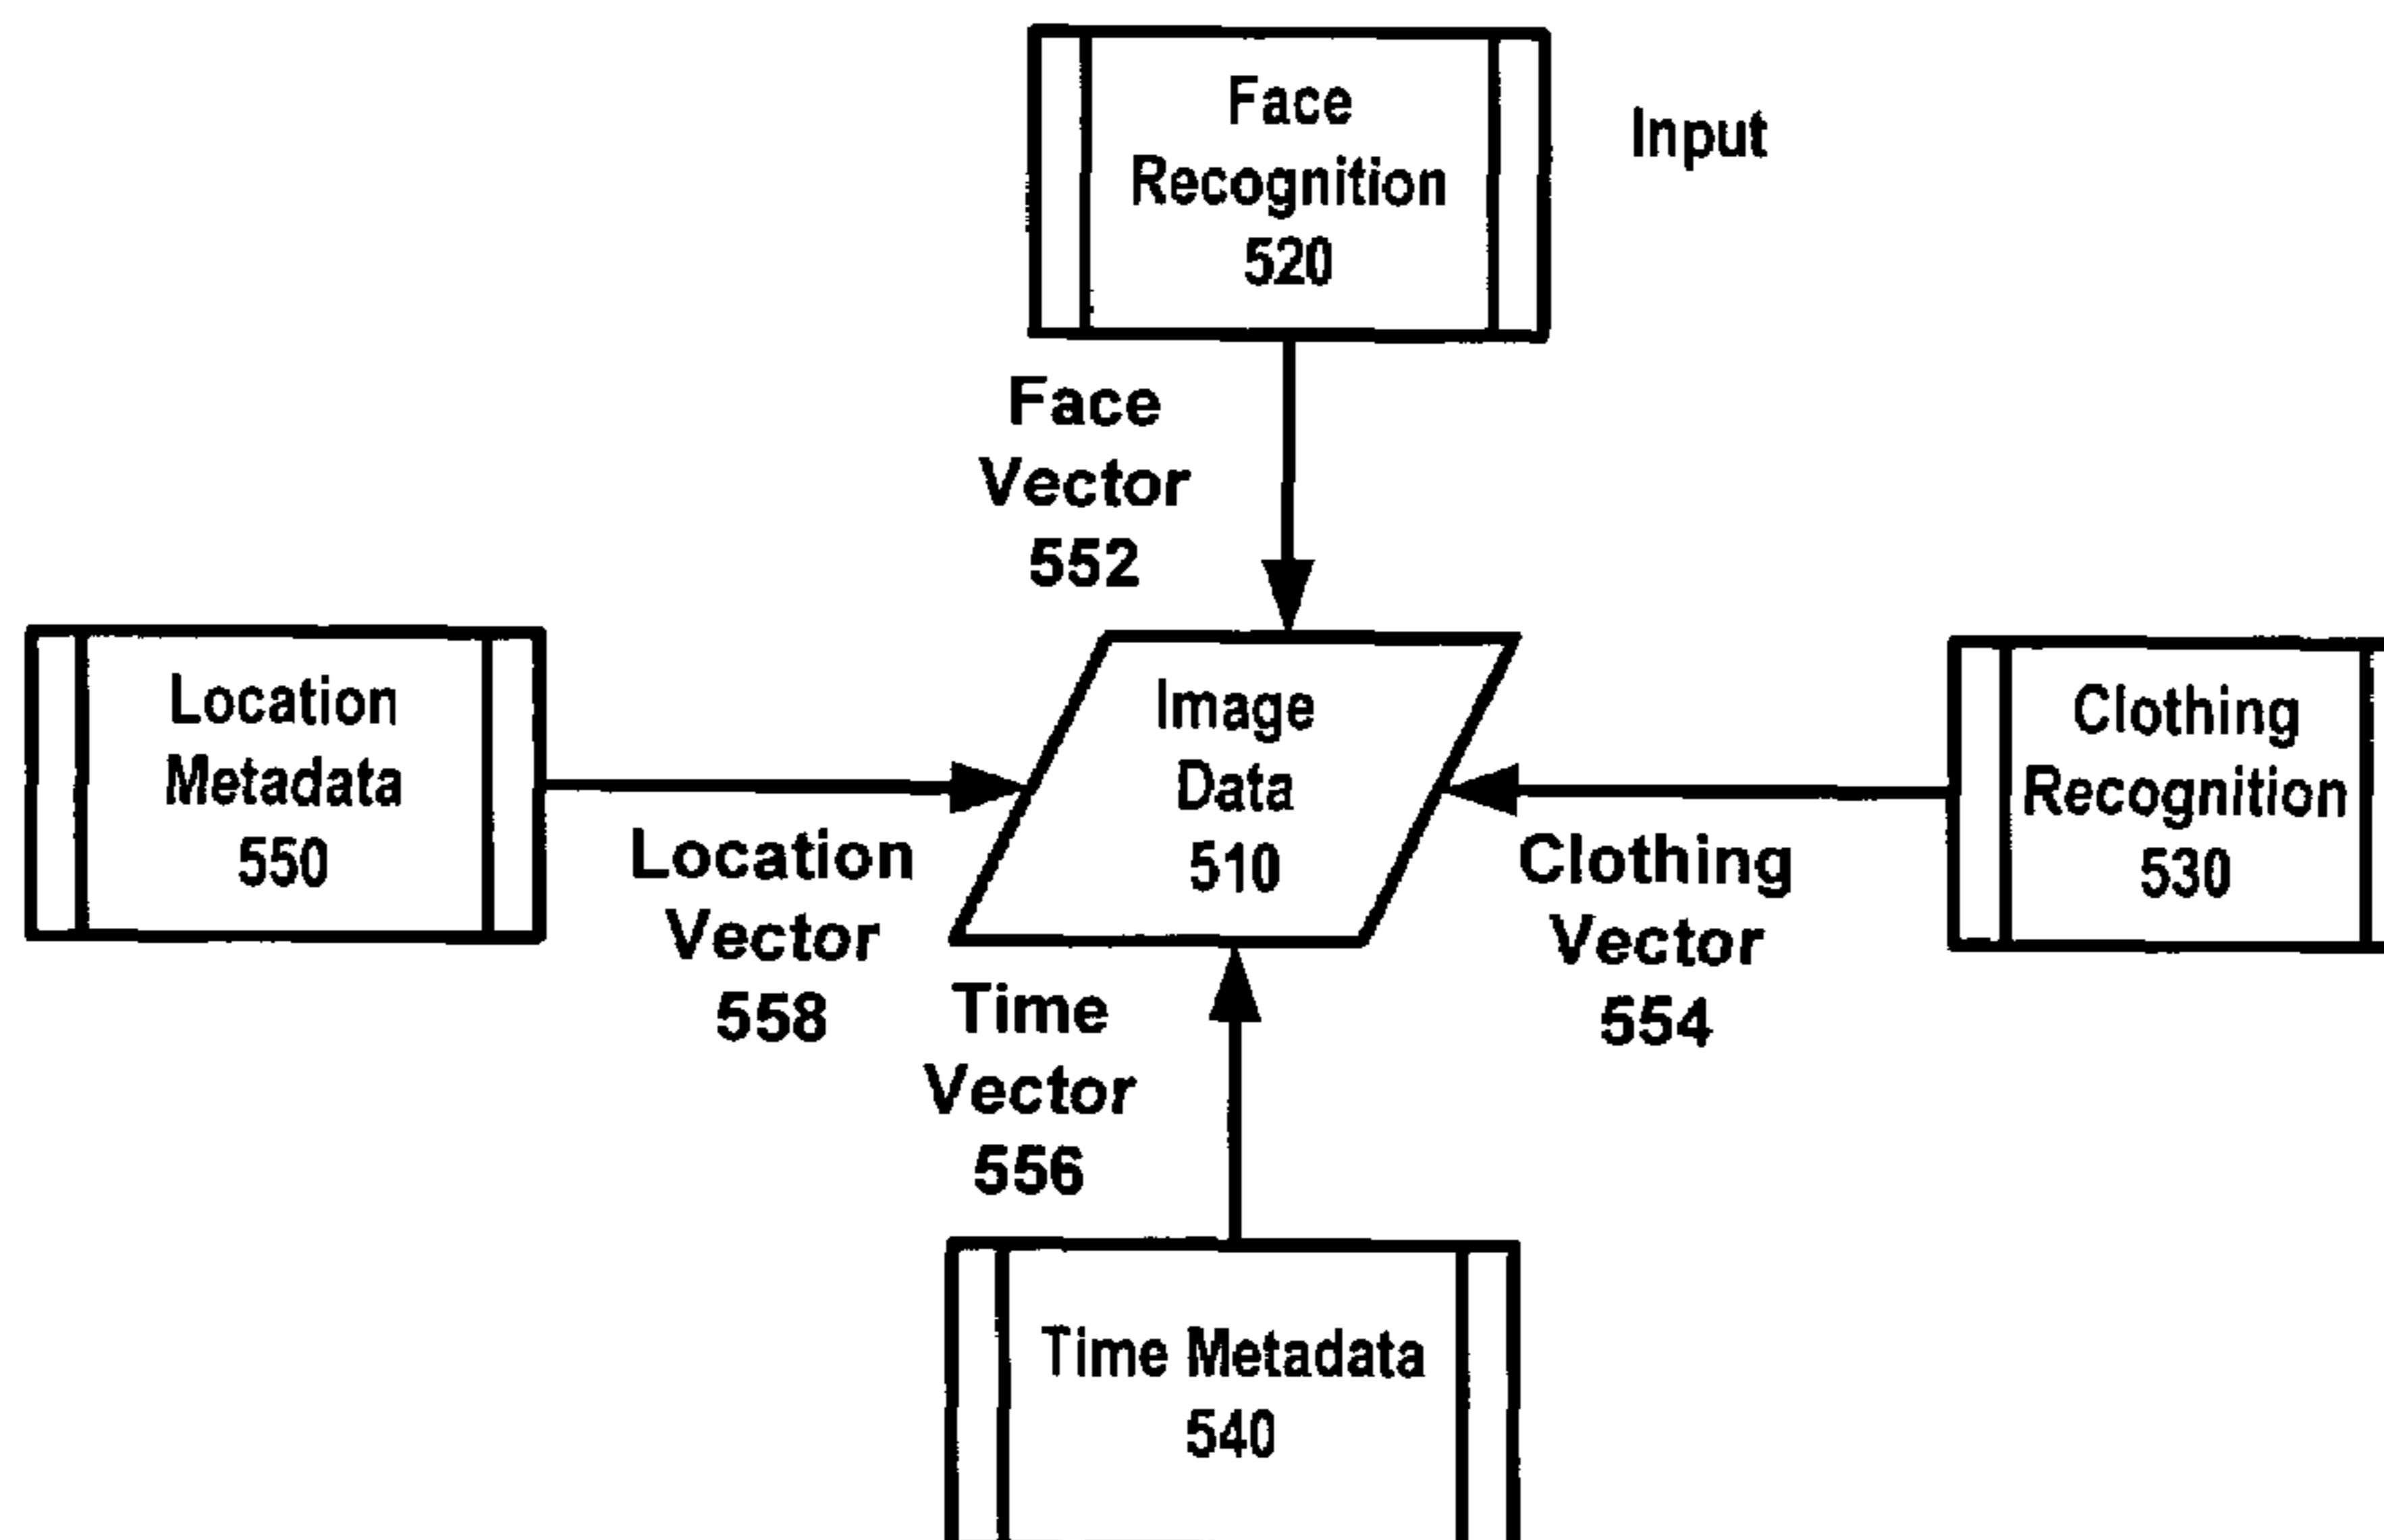 Face
Recognition
520
Input
Face
Vector
552
Location
Metadata
550
Image
Data
510
Clothing
Recognition
530
Location
Vector
558
Clothing
Vector
554
Time
Vector
556
Time Metadata
540